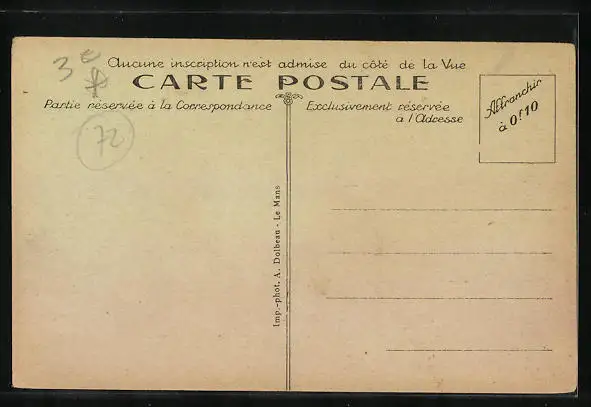 3€
Aucune inscription n'est admise du côté de la Vue
CARTE POSTALE
Partie réservée à la Correspondance
Exclusivement réservée
à l'Adresse
Affranchir
à 0f10
72
Imp.-phot. A. Dolbeau - Le Mans